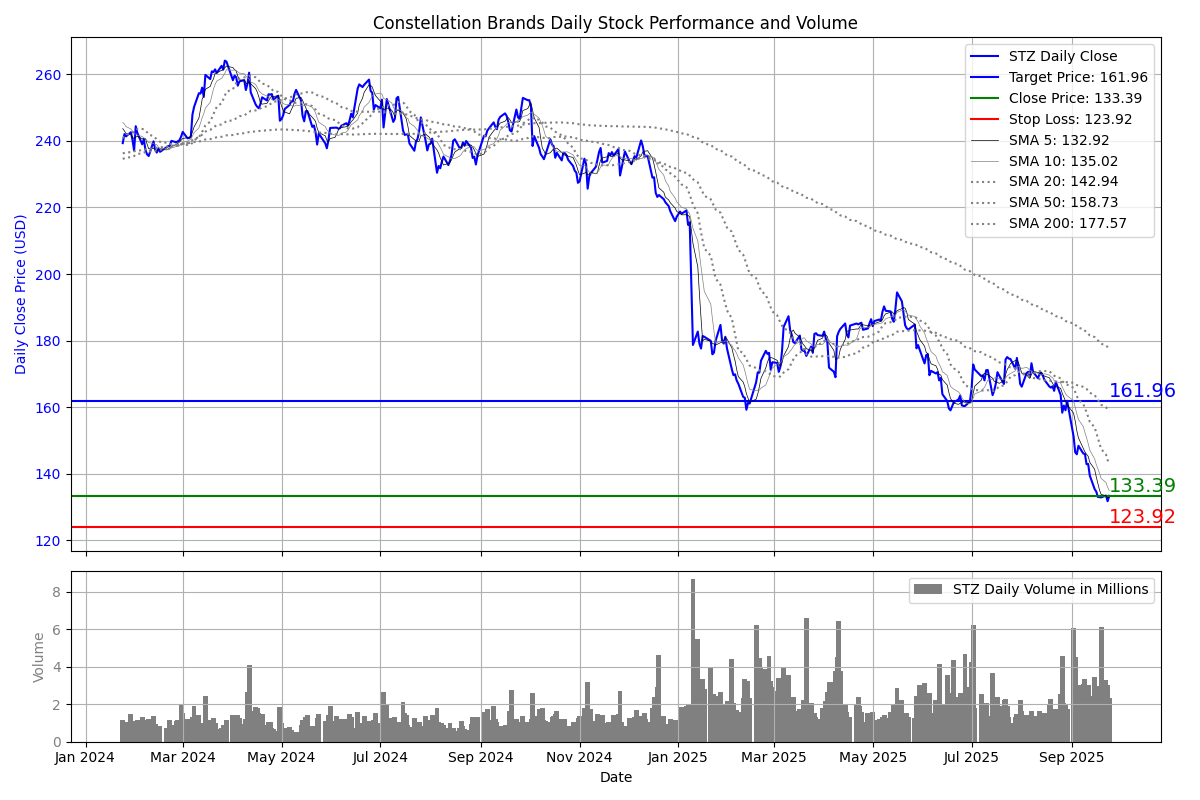 Constellation Brands Daily Stock Performance and Volume
Daily Close Price (USD)
260
240
220
200
180
160
140
120
STZ Daily Close
Target Price: 161.96
Close Price: 133.39
Stop Loss: 123.92
SMA 5: 132.92
SMA 10: 135.02
SMA 20: 142.94
SMA 50: 158.73
SMA 200: 177.57
161.96
133.39
123.92
Volume
8
6
4
2
0
STZ Daily Volume in Millions
Jan 2024 Mar 2024 May 2024 Jul 2024 Sep 2024 Nov 2024 Jan 2025 Mar 2025 May 2025 Jul 2025 Sep 2025
Date